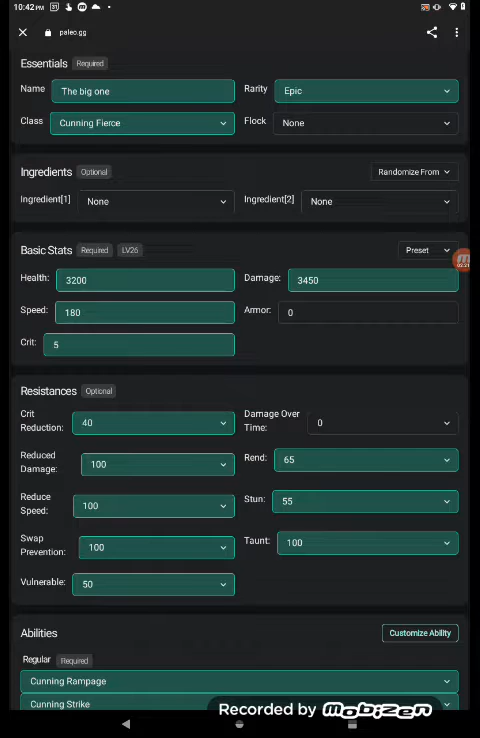 10:42 PM 31
paleo.gg
Essentials Required
Name The big one Rarity Epic
Class Cunning Fierce Flock None
Ingredients Optional Randomize From
Ingredient[1] None Ingredient[2] None
Basic Stats Required LV26 Preset
Health: 3200 Damage: 3450
02:21
Speed: 180 Armor: 0
Crit: 5
Resistances Optional
Crit Reduction: 40 Damage Over Time: 0
Reduced Damage: 100 Rend: 65
Reduce Speed: 100 Stun: 55
Swap Prevention: 100 Taunt: 100
Vulnerable: 50
Abilities Customize Ability
Regular Required
Cunning Rampage
Cunning Strike
Recorded by mobizen